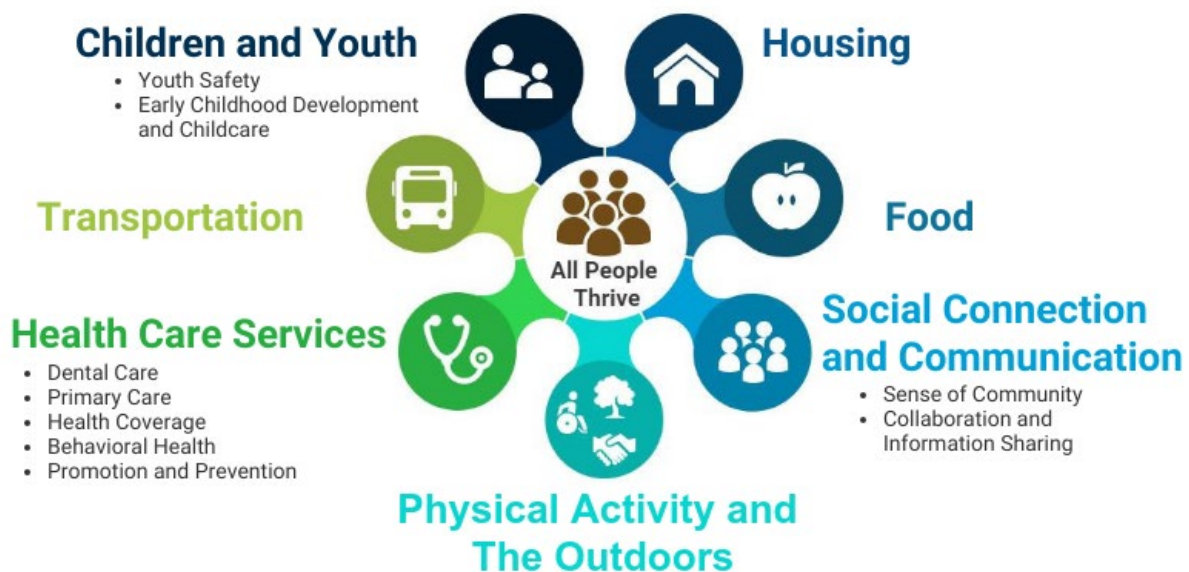 Children and Youth
• Youth Safety
• Early Childhood Development
and Childcare
Housing
Transportation
Food
All People
Thrive
Health Care Services
• Dental Care
• Primary Care
• Health Coverage
• Behavioral Health
• Promotion and Prevention
Social Connection
and Communication
• Sense of Community
• Collaboration and
Information Sharing
Physical Activity and
The Outdoors